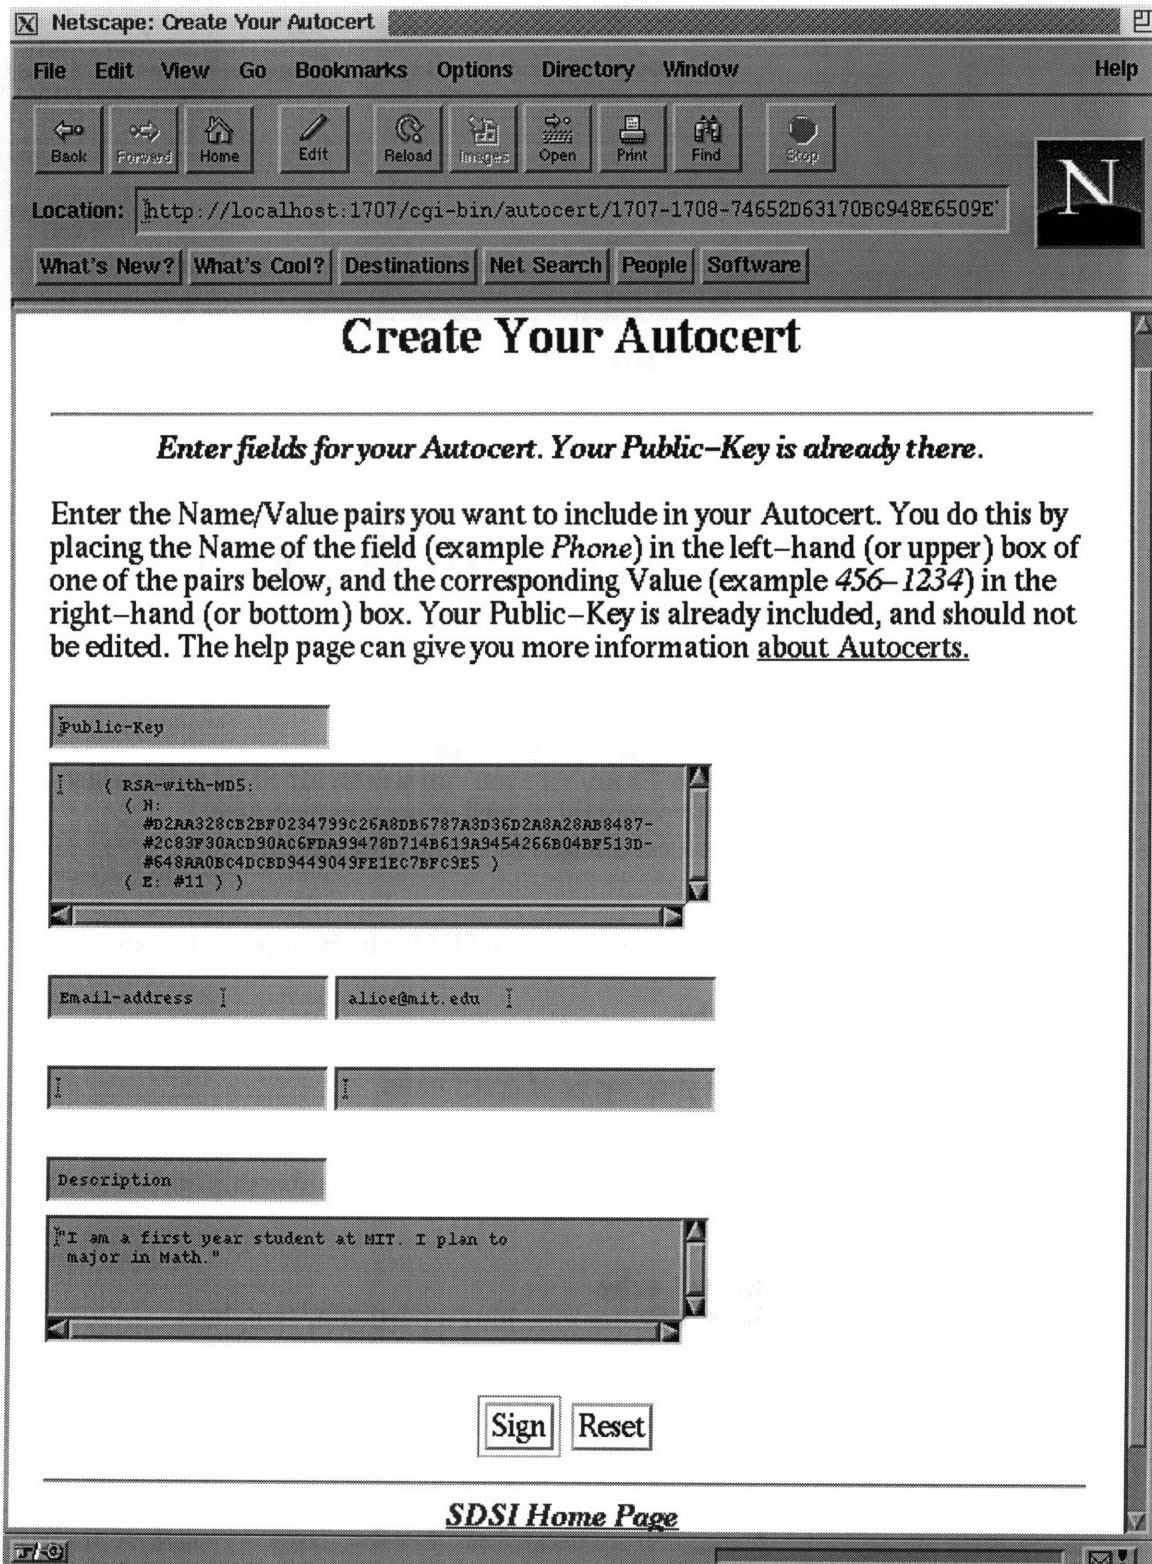 X Netscape: Create Your Autocert
File Edit View Go Bookmarks Options Directory Window Help
Back Forward Home Edit Reload Images Open Print Find Stop
N
Location: http://localhost:1707/cgi-bin/autocert/1707-1708-74652D63170BC948E6509E
What's New? What's Cool? Destinations Net Search People Software
Create Your Autocert
Enter fields for your Autocert. Your Public-Key is already there.
Enter the Name/Value pairs you want to include in your Autocert. You do this by
placing the Name of the field (example Phone) in the left-hand (or upper) box of
one of the pairs below, and the corresponding Value (example 456-1234) in the
right-hand (or bottom) box. Your Public-Key is already included, and should not
be edited. The help page can give you more information about Autocerts.
Public-Key
( RSA-with-MD5:
( N:
#D2AA328CB2BF0234799C26A8DB6787A3D36D2A8A28AB8487-
#2C83F30ACD90AC6FDA99478D714B619A9454266B04BF513D-
#648AA0BC4DCBD9449049FE1EC7BFC9E5 )
( E: #11 ) )
Email-address alice@mit.edu
Description
"I am a first year student at MIT. I plan to
major in Math."
Sign Reset
SDSI Home Page